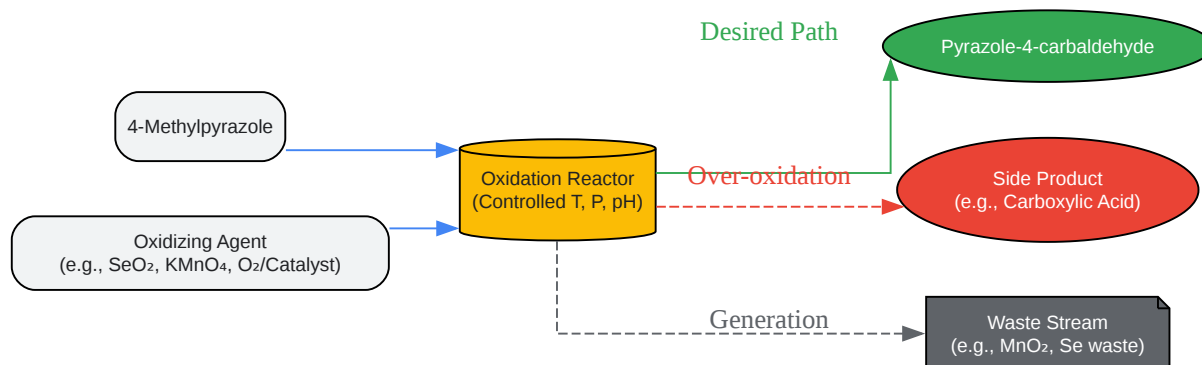 Desired Path
Pyrazole-4-carbaldehyde
4-Methylpyrazole
Oxidation Reactor
(Controlled T, P, pH)
Over-oxidation
Side Product
(e.g., Carboxylic Acid)
Oxidizing Agent
(e.g., SeO₂, KMnO₄, O₂/Catalyst)
Generation
Waste Stream
(e.g., MnO₂, Se waste)